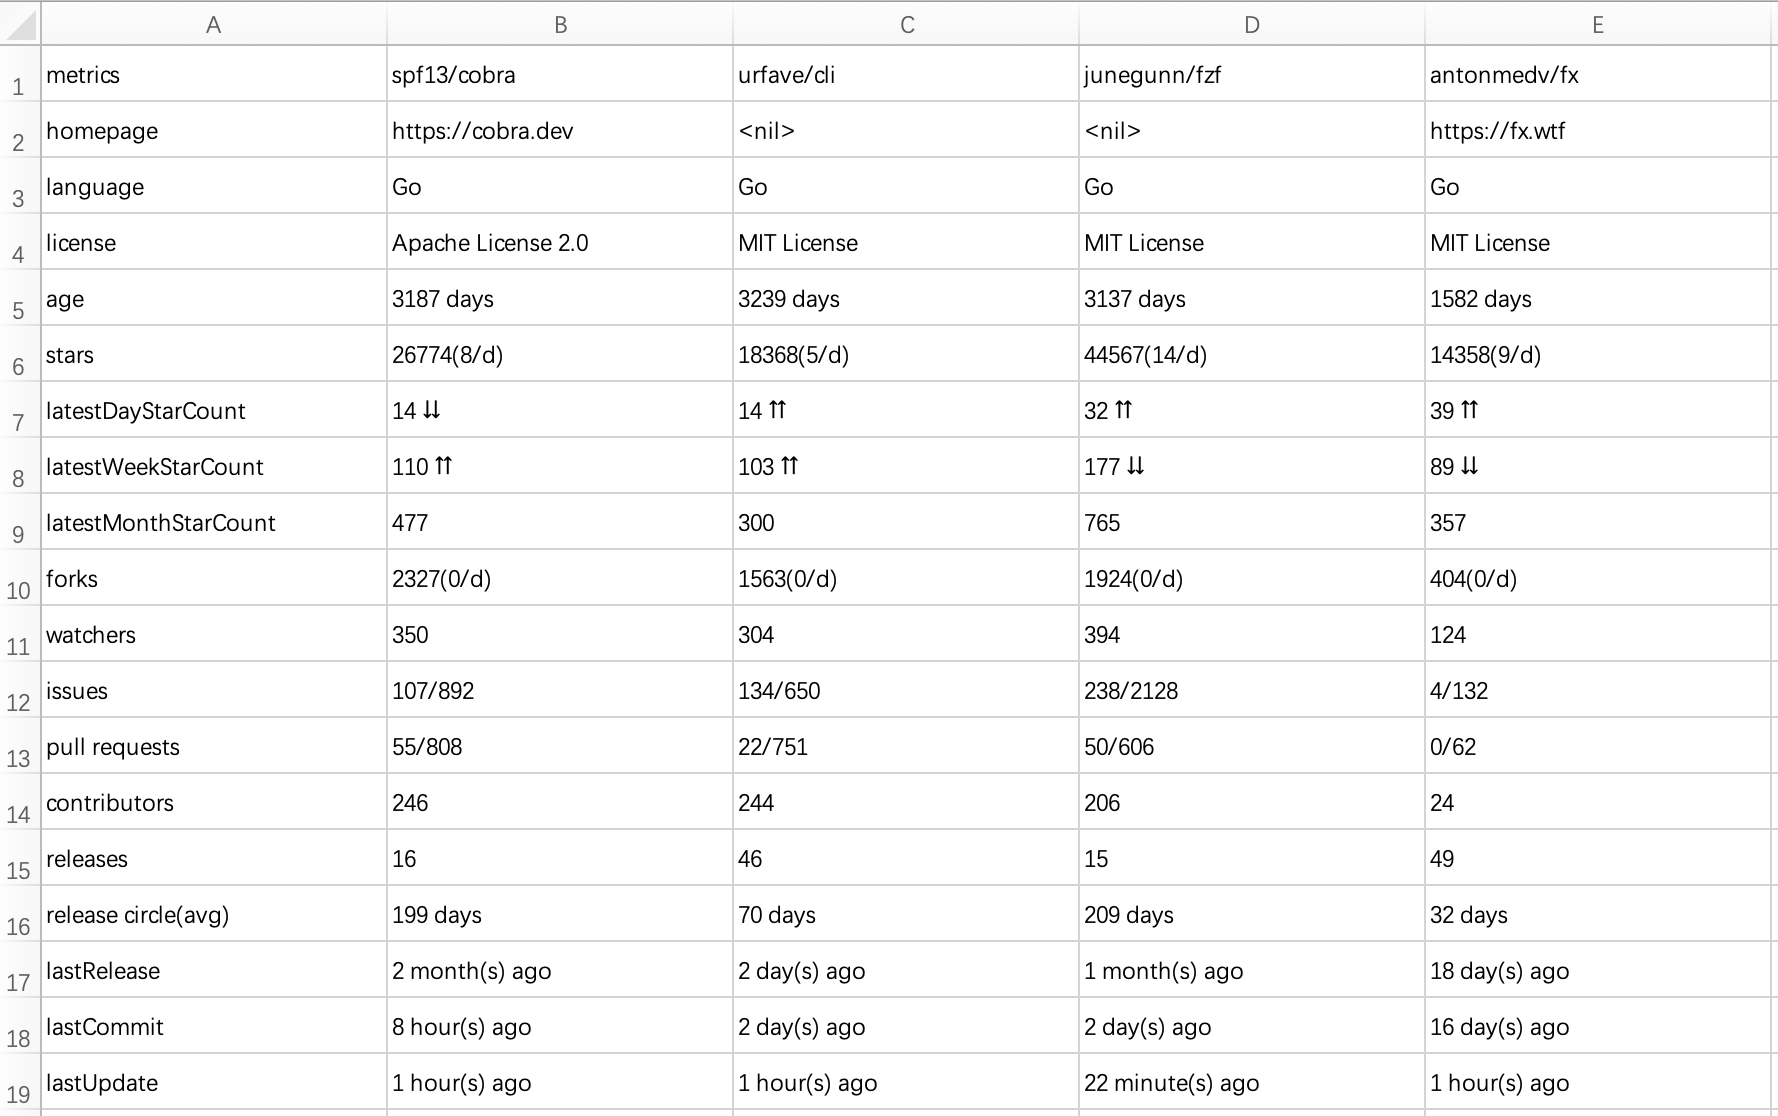 A B C D E
1 metrics spf13/cobra urfave/cli junegunn/fzf antonmedv/fx
2 homepage https://cobra.dev <nil> <nil> https://fx.wtf
3 language Go Go Go Go
4 license Apache License 2.0 MIT License MIT License MIT License
5 age 3187 days 3239 days 3137 days 1582 days
6 stars 26774(8/d) 18368(5/d) 44567(14/d) 14358(9/d)
7 latestDayStarCount 14 ⇊ 14 ⇈ 32 ⇈ 39 ⇈
8 latestWeekStarCount 110 ⇈ 103 ⇈ 177 ⇊ 89 ⇊
9 latestMonthStarCount 477 300 765 357
10 forks 2327(0/d) 1563(0/d) 1924(0/d) 404(0/d)
11 watchers 350 304 394 124
12 issues 107/892 134/650 238/2128 4/132
13 pull requests 55/808 22/751 50/606 0/62
14 contributors 246 244 206 24
15 releases 16 46 15 49
16 release circle(avg) 199 days 70 days 209 days 32 days
17 lastRelease 2 month(s) ago 2 day(s) ago 1 month(s) ago 18 day(s) ago
18 lastCommit 8 hour(s) ago 2 day(s) ago 2 day(s) ago 16 day(s) ago
19 lastUpdate 1 hour(s) ago 1 hour(s) ago 22 minute(s) ago 1 hour(s) ago